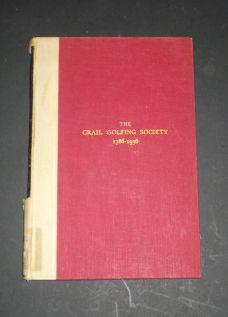 THE
CRAIL GOLFING SOCIETY
1786-1936